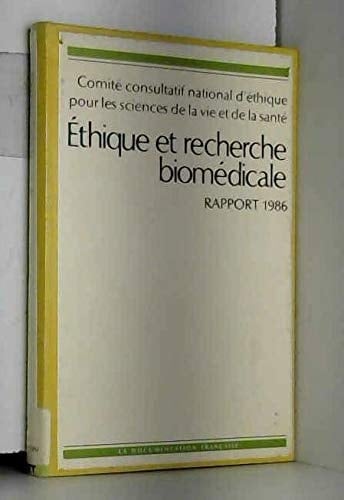 Comité consultatif national d'éthique
pour les sciences de la vie et de la santé
Éthique et recherche
biomédicale
RAPPORT 1986
LA DOCUMENTATION FRANÇAISE